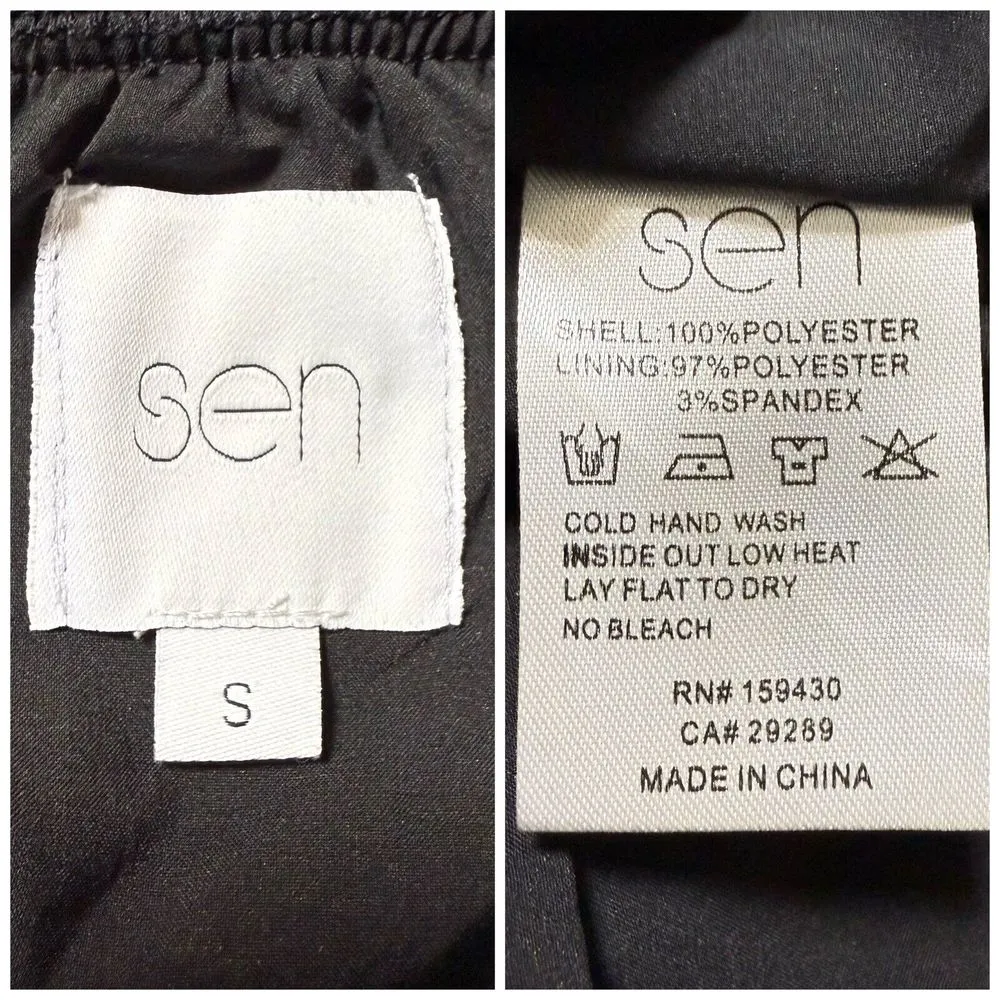 sen
S
sen
SHELL:100%POLYESTER
LINING:97%POLYESTER
3%SPANDEX
COLD HAND WASH
INSIDE OUT LOW HEAT
LAY FLAT TO DRY
NO BLEACH
RN# 159430
CA# 29289
MADE IN CHINA